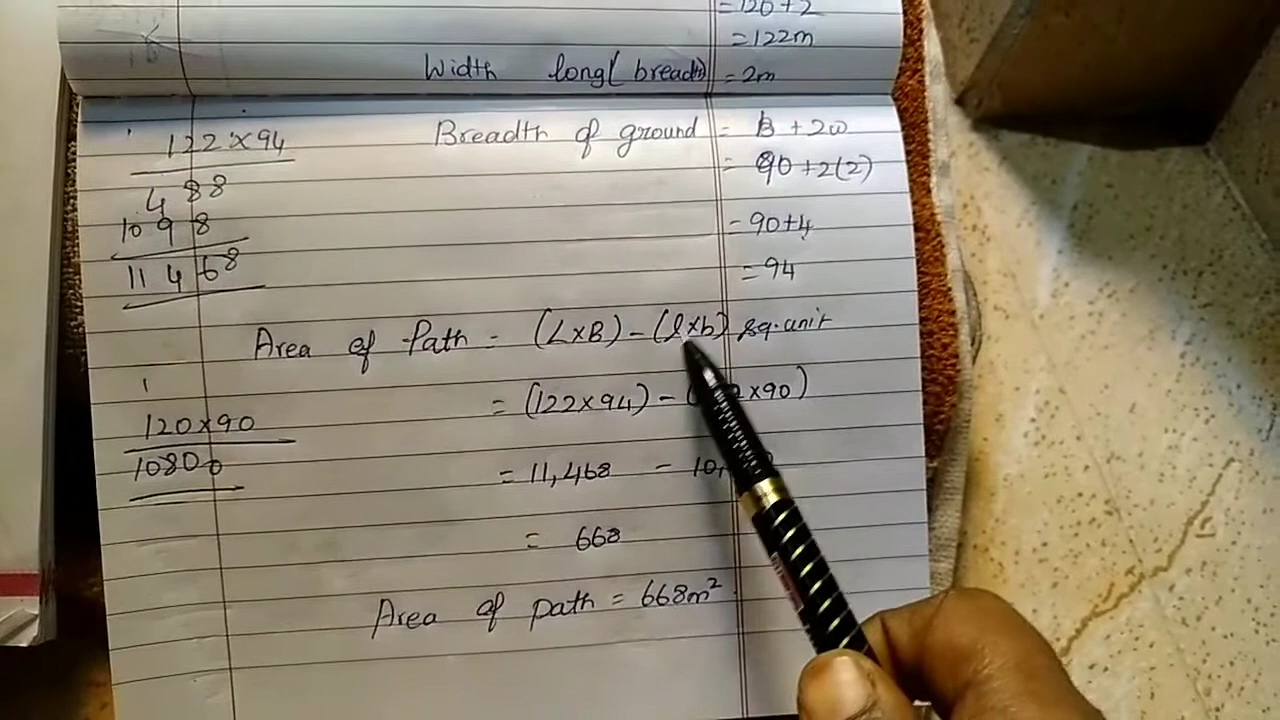 = 120 + 2
= 122m
Width long( breadth) = 2m
122 × 94
488
1098
11468
Breadth of ground = B + 2w
= 90 + 2(2)
= 90+4
= 94
Area of Path = (L×B) - (l×b) sq.unit
= (122×94) - ( ×90)
120×90
10800
= 11,468 - 10,
= 668
Area of path = 668m²